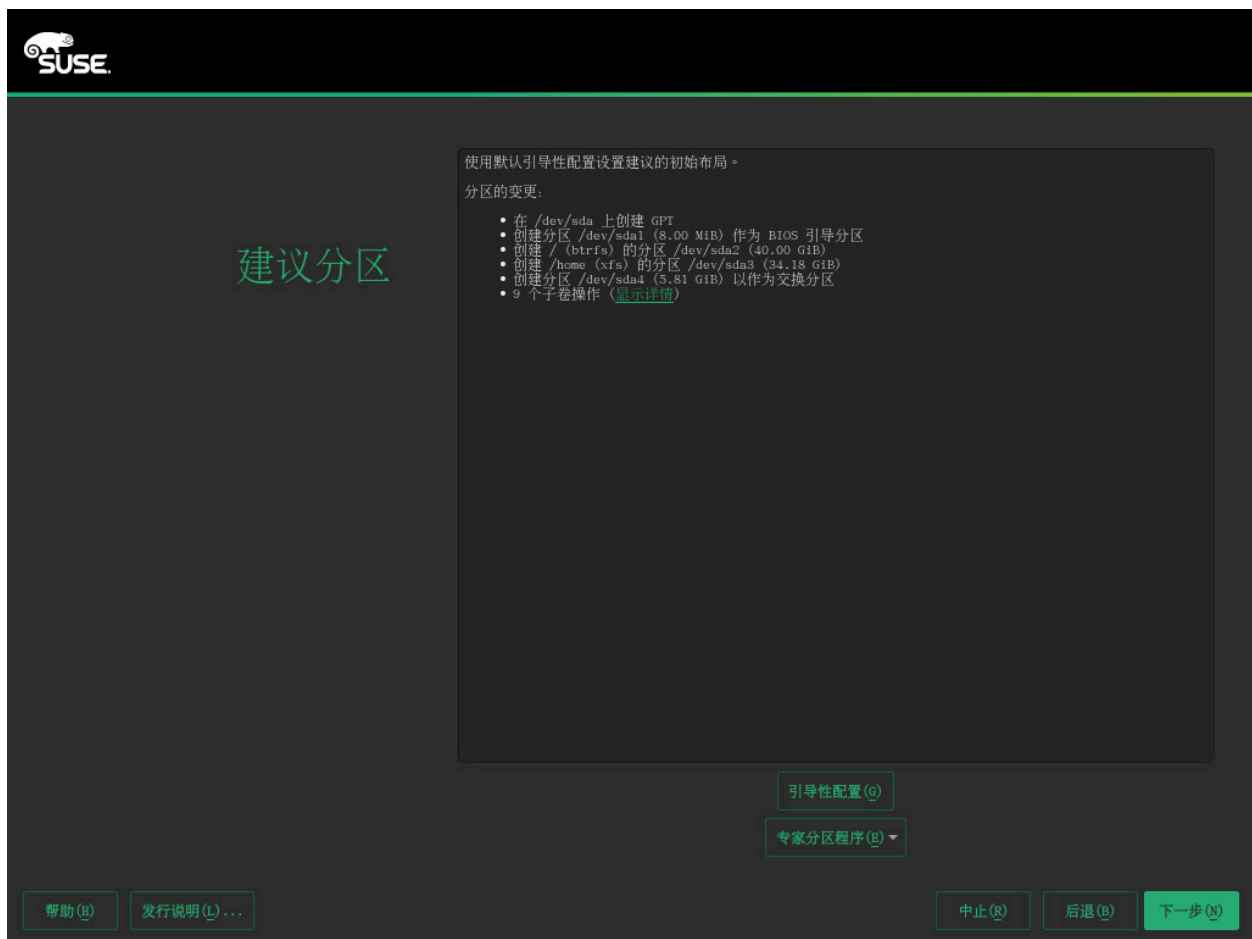 SUSE.
使用默认引导性配置设置建议的初始布局。
分区的变更:
• 在 /dev/sda 上创建 GPT
• 创建分区 /dev/sda1 (8.00 MiB) 作为 BIOS 引导分区
• 创建 / (btrfs) 的分区 /dev/sda2 (40.00 GiB)
• 创建 /home (xfs) 的分区 /dev/sda3 (34.18 GiB)
• 创建分区 /dev/sda4 (5.81 GiB) 以作为交换分区
• 9 个子卷操作 (显示详情)
建议分区
引导性配置(G)
专家分区程序(E)
帮助(H) 发行说明(L)... 中止(R) 后退(B) 下一步(N)